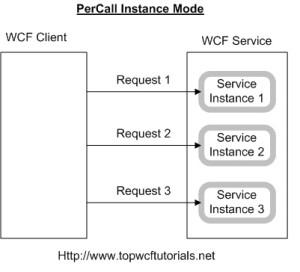 PerCall Instance Mode
WCF Client
WCF Service
Request 1
Service
Instance 1
Request 2
Service
Instance 2
Request 3
Service
Instance 3
Http://www.topwcftutorials.net